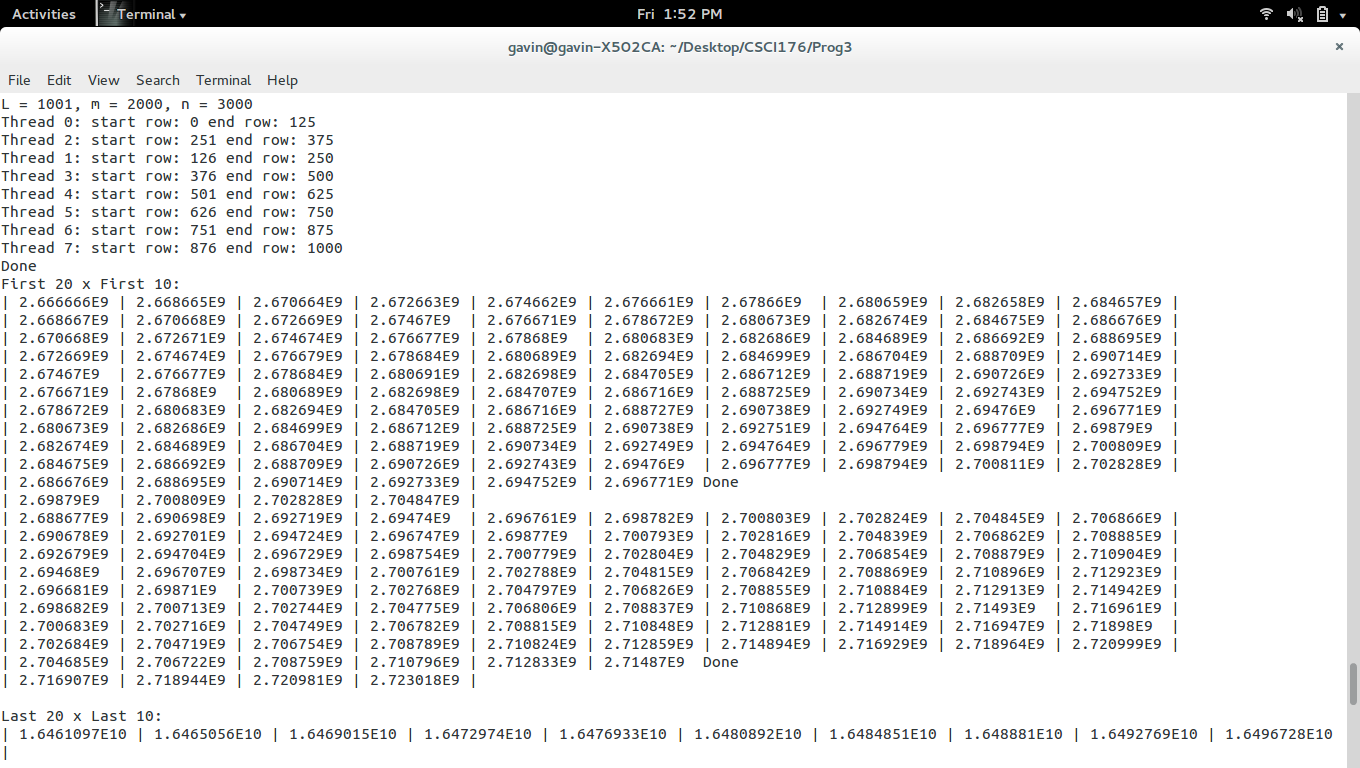 Activities Terminal Fri 1:52 PM
gavin@gavin-X502CA: ~/Desktop/CSCI176/Prog3 ×
File Edit View Search Terminal Help
L = 1001, m = 2000, n = 3000
Thread 0: start row: 0 end row: 125
Thread 2: start row: 251 end row: 375
Thread 1: start row: 126 end row: 250
Thread 3: start row: 376 end row: 500
Thread 4: start row: 501 end row: 625
Thread 5: start row: 626 end row: 750
Thread 6: start row: 751 end row: 875
Thread 7: start row: 876 end row: 1000
Done
First 20 x First 10:
| 2.666666E9 | 2.668665E9 | 2.670664E9 | 2.672663E9 | 2.674662E9 | 2.676661E9 | 2.67866E9  | 2.680659E9 | 2.682658E9 | 2.684657E9 |
| 2.668667E9 | 2.670668E9 | 2.672669E9 | 2.67467E9  | 2.676671E9 | 2.678672E9 | 2.680673E9 | 2.682674E9 | 2.684675E9 | 2.686676E9 |
| 2.670668E9 | 2.672671E9 | 2.674674E9 | 2.676677E9 | 2.67868E9  | 2.680683E9 | 2.682686E9 | 2.684689E9 | 2.686692E9 | 2.688695E9 |
| 2.672669E9 | 2.674674E9 | 2.676679E9 | 2.678684E9 | 2.680689E9 | 2.682694E9 | 2.684699E9 | 2.686704E9 | 2.688709E9 | 2.690714E9 |
| 2.67467E9  | 2.676677E9 | 2.678684E9 | 2.680691E9 | 2.682698E9 | 2.684705E9 | 2.686712E9 | 2.688719E9 | 2.690726E9 | 2.692733E9 |
| 2.676671E9 | 2.67868E9  | 2.680689E9 | 2.682698E9 | 2.684707E9 | 2.686716E9 | 2.688725E9 | 2.690734E9 | 2.692743E9 | 2.694752E9 |
| 2.678672E9 | 2.680683E9 | 2.682694E9 | 2.684705E9 | 2.686716E9 | 2.688727E9 | 2.690738E9 | 2.692749E9 | 2.69476E9  | 2.696771E9 |
| 2.680673E9 | 2.682686E9 | 2.684699E9 | 2.686712E9 | 2.688725E9 | 2.690738E9 | 2.692751E9 | 2.694764E9 | 2.696777E9 | 2.69879E9  |
| 2.682674E9 | 2.684689E9 | 2.686704E9 | 2.688719E9 | 2.690734E9 | 2.692749E9 | 2.694764E9 | 2.696779E9 | 2.698794E9 | 2.700809E9 |
| 2.684675E9 | 2.686692E9 | 2.688709E9 | 2.690726E9 | 2.692743E9 | 2.69476E9  | 2.696777E9 | 2.698794E9 | 2.700811E9 | 2.702828E9 |
| 2.686676E9 | 2.688695E9 | 2.690714E9 | 2.692733E9 | 2.694752E9 | 2.696771E9 Done
| 2.69879E9  | 2.700809E9 | 2.702828E9 | 2.704847E9 |
| 2.688677E9 | 2.690698E9 | 2.692719E9 | 2.69474E9  | 2.696761E9 | 2.698782E9 | 2.700803E9 | 2.702824E9 | 2.704845E9 | 2.706866E9 |
| 2.690678E9 | 2.692701E9 | 2.694724E9 | 2.696747E9 | 2.69877E9  | 2.700793E9 | 2.702816E9 | 2.704839E9 | 2.706862E9 | 2.708885E9 |
| 2.692679E9 | 2.694704E9 | 2.696729E9 | 2.698754E9 | 2.700779E9 | 2.702804E9 | 2.704829E9 | 2.706854E9 | 2.708879E9 | 2.710904E9 |
| 2.69468E9  | 2.696707E9 | 2.698734E9 | 2.700761E9 | 2.702788E9 | 2.704815E9 | 2.706842E9 | 2.708869E9 | 2.710896E9 | 2.712923E9 |
| 2.696681E9 | 2.69871E9  | 2.700739E9 | 2.702768E9 | 2.704797E9 | 2.706826E9 | 2.708855E9 | 2.710884E9 | 2.712913E9 | 2.714942E9 |
| 2.698682E9 | 2.700713E9 | 2.702744E9 | 2.704775E9 | 2.706806E9 | 2.708837E9 | 2.710868E9 | 2.712899E9 | 2.71493E9  | 2.716961E9 |
| 2.700683E9 | 2.702716E9 | 2.704749E9 | 2.706782E9 | 2.708815E9 | 2.710848E9 | 2.712881E9 | 2.714914E9 | 2.716947E9 | 2.71898E9  |
| 2.702684E9 | 2.704719E9 | 2.706754E9 | 2.708789E9 | 2.710824E9 | 2.712859E9 | 2.714894E9 | 2.716929E9 | 2.718964E9 | 2.720999E9 |
| 2.704685E9 | 2.706722E9 | 2.708759E9 | 2.710796E9 | 2.712833E9 | 2.71487E9  Done
| 2.716907E9 | 2.718944E9 | 2.720981E9 | 2.723018E9 |
Last 20 x Last 10:
| 1.6461097E10 | 1.6465056E10 | 1.6469015E10 | 1.6472974E10 | 1.6476933E10 | 1.6480892E10 | 1.6484851E10 | 1.648881E10 | 1.6492769E10 | 1.6496728E10
|